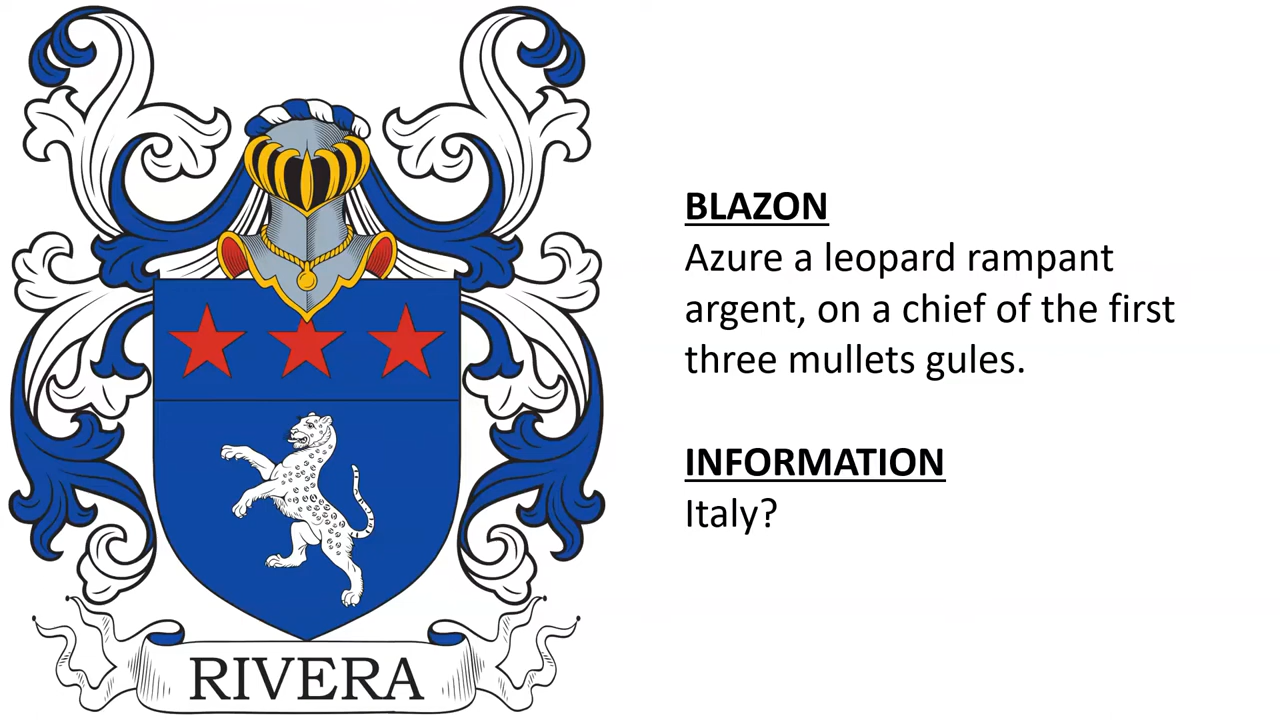 BLAZON
Azure a leopard rampant
argent, on a chief of the first
three mullets gules.
INFORMATION
Italy?
RIVERA